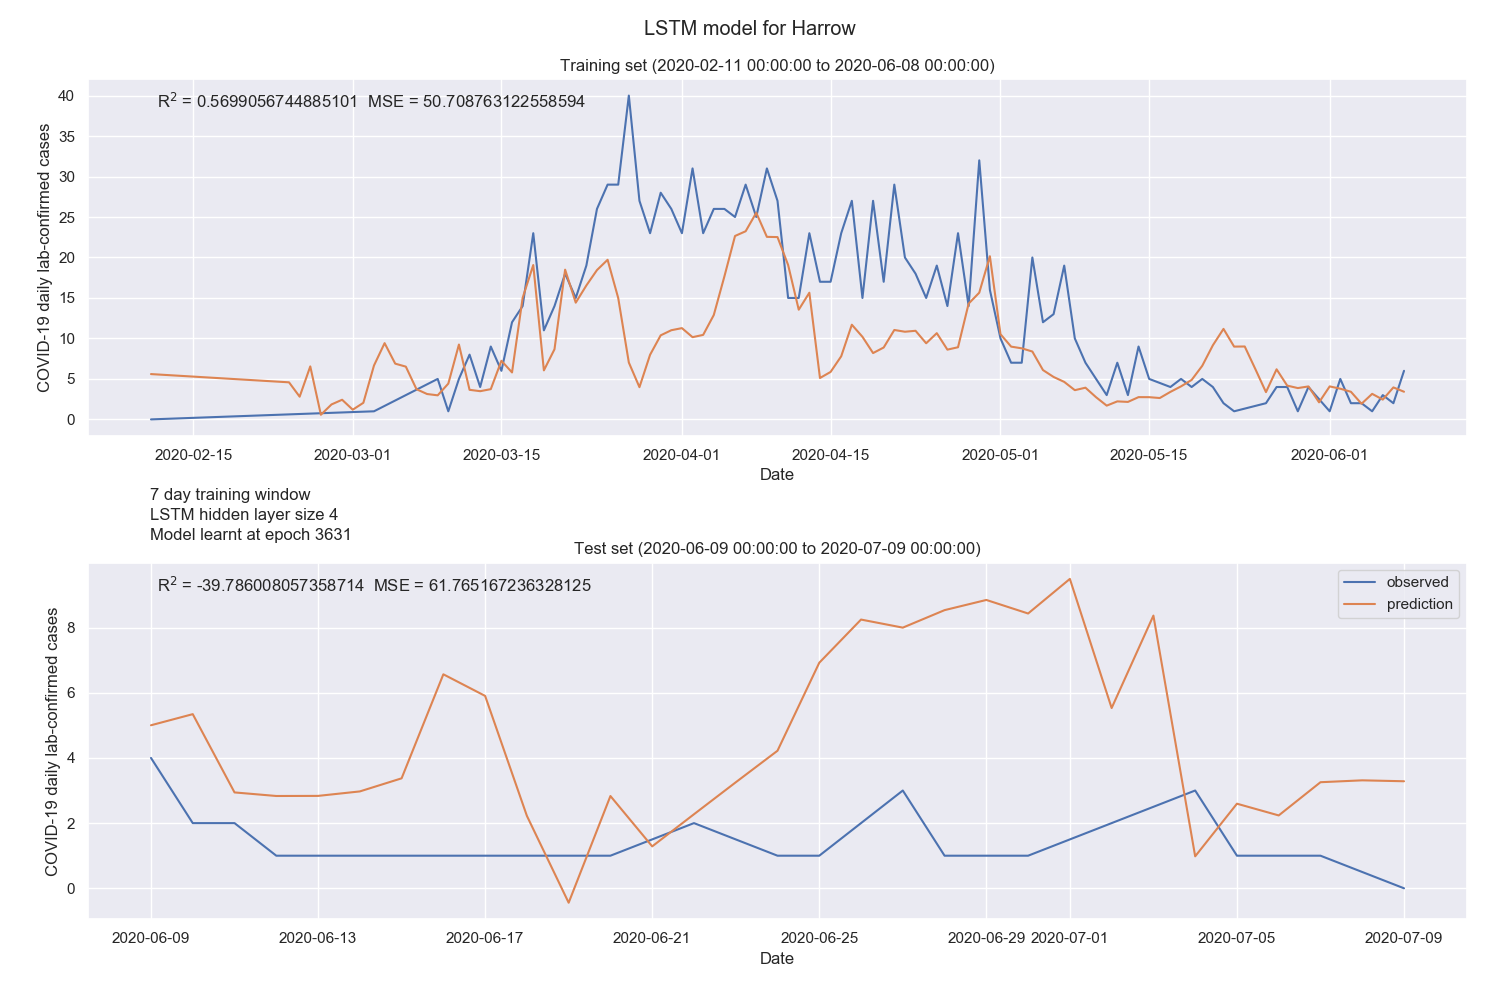 LSTM model for Harrow
Training set (2020-02-11 00:00:00 to 2020-06-08 00:00:00)
R² = 0.5699056744885101 MSE = 50.708763122558594
COVID-19 daily lab-confirmed cases
40
35
30
25
20
15
10
5
0
2020-02-15 2020-03-01 2020-03-15 2020-04-01 2020-04-15 2020-05-01 2020-05-15 2020-06-01
Date
7 day training window
LSTM hidden layer size 4
Model learnt at epoch 3631
Test set (2020-06-09 00:00:00 to 2020-07-09 00:00:00)
R² = -39.786008057358714 MSE = 61.765167236328125
observed
prediction
COVID-19 daily lab-confirmed cases
8
6
4
2
0
2020-06-09 2020-06-13 2020-06-17 2020-06-21 2020-06-25 2020-06-29 2020-07-01 2020-07-05 2020-07-09
Date